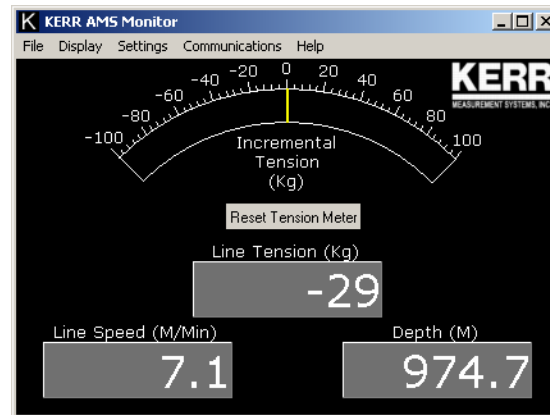 K KERR AMS Monitor
File Display Settings Communications Help
-100 -80 -60 -40 -20 0 20 40 60 80 100
KERR
MEASUREMENT SYSTEMS, INC
Incremental
Tension
(Kg)
Reset Tension Meter
Line Tension (Kg)
-29
Line Speed (M/Min)
7.1
Depth (M)
974.7